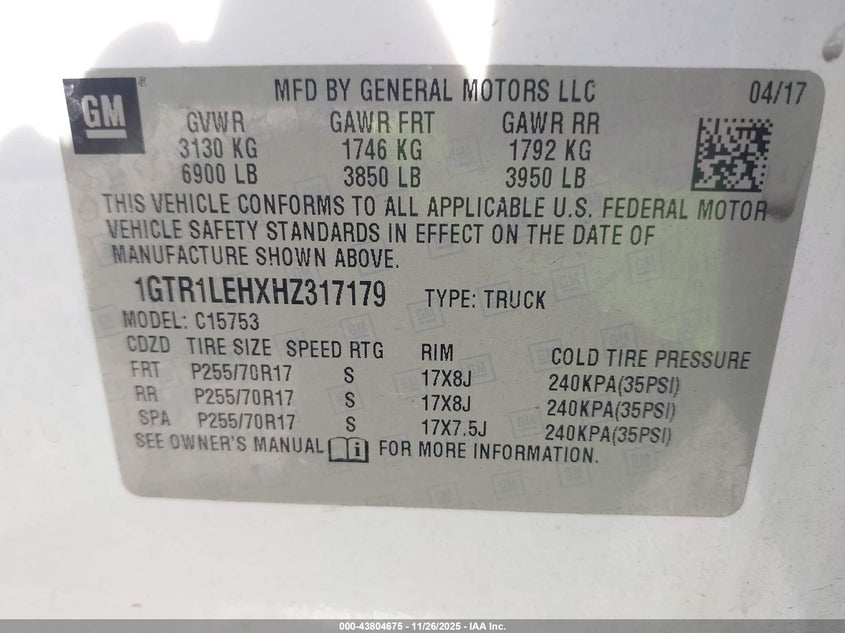 GM
MFD BY GENERAL MOTORS LLC 04/17
GVWR GAWR FRT GAWR RR
3130 KG 1746 KG 1792 KG
6900 LB 3850 LB 3950 LB
THIS VEHICLE CONFORMS TO ALL APPLICABLE U.S. FEDERAL MOTOR
VEHICLE SAFETY STANDARDS IN EFFECT ON THE DATE OF
MANUFACTURE SHOWN ABOVE.
1GTR1LEHXHZ317179 TYPE: TRUCK
MODEL: C15753
CDZD TIRE SIZE SPEED RTG RIM COLD TIRE PRESSURE
FRT P255/70R17 S 17X8J 240KPA(35PSI)
RR P255/70R17 S 17X8J 240KPA(35PSI)
SPA P255/70R17 S 17X7.5J 240KPA(35PSI)
SEE OWNER'S MANUAL FOR MORE INFORMATION.
000-43804675 - 11/26/2025 - IAA Inc.